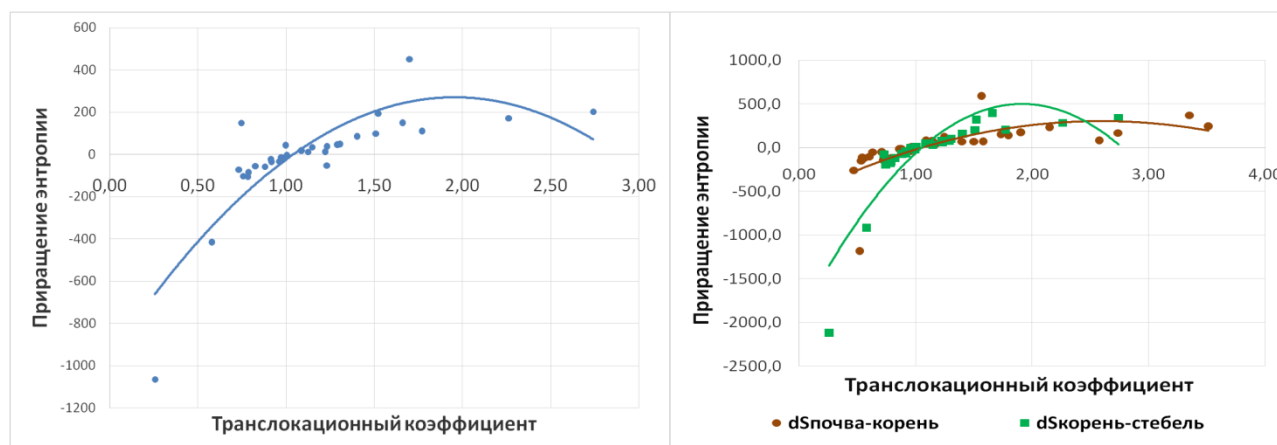 600
400
200
0
-200
-400
-600
-800
-1000
-1200
0,00 0,50 1,00 1,50 2,00 2,50 3,00
Приращение энтропии
Транслокационный коэффициент
1000,0
500,0
0,0
-500,0
-1000,0
-1500,0
-2000,0
-2500,0
0,00 1,00 2,00 3,00 4,00
Приращение энтропии
Транслокационный коэффициент
dSпочва-корень dSкорень-стебель